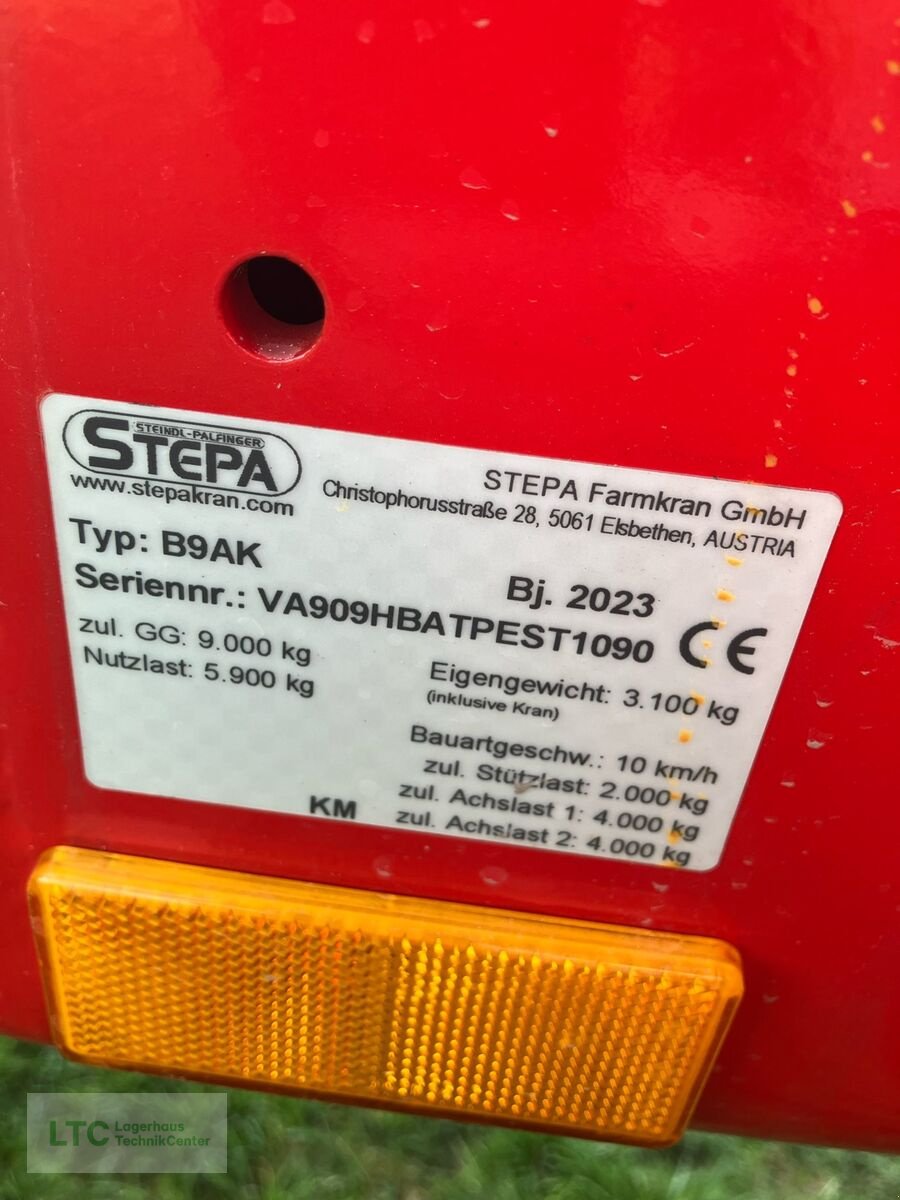 STEINDL-PALFINGER
STEPA
www.stepakran.com
STEPA Farmkran GmbH
Christophorusstraße 28, 5061 Elsbethen, AUSTRIA
Typ: B9AK
Bj. 2023
Seriennr.: VA909HBATPEST1090
CE
zul. GG: 9.000 kg
Nutzlast: 5.900 kg
Eigengewicht: 3.100 kg
(inklusive Kran)
Bauartgeschw.: 10 km/h
zul. Stützlast: 2.000 kg
zul. Achslast 1: 4.000 kg
zul. Achslast 2: 4.000 kg
KM
LTC Lagerhaus
TechnikCenter